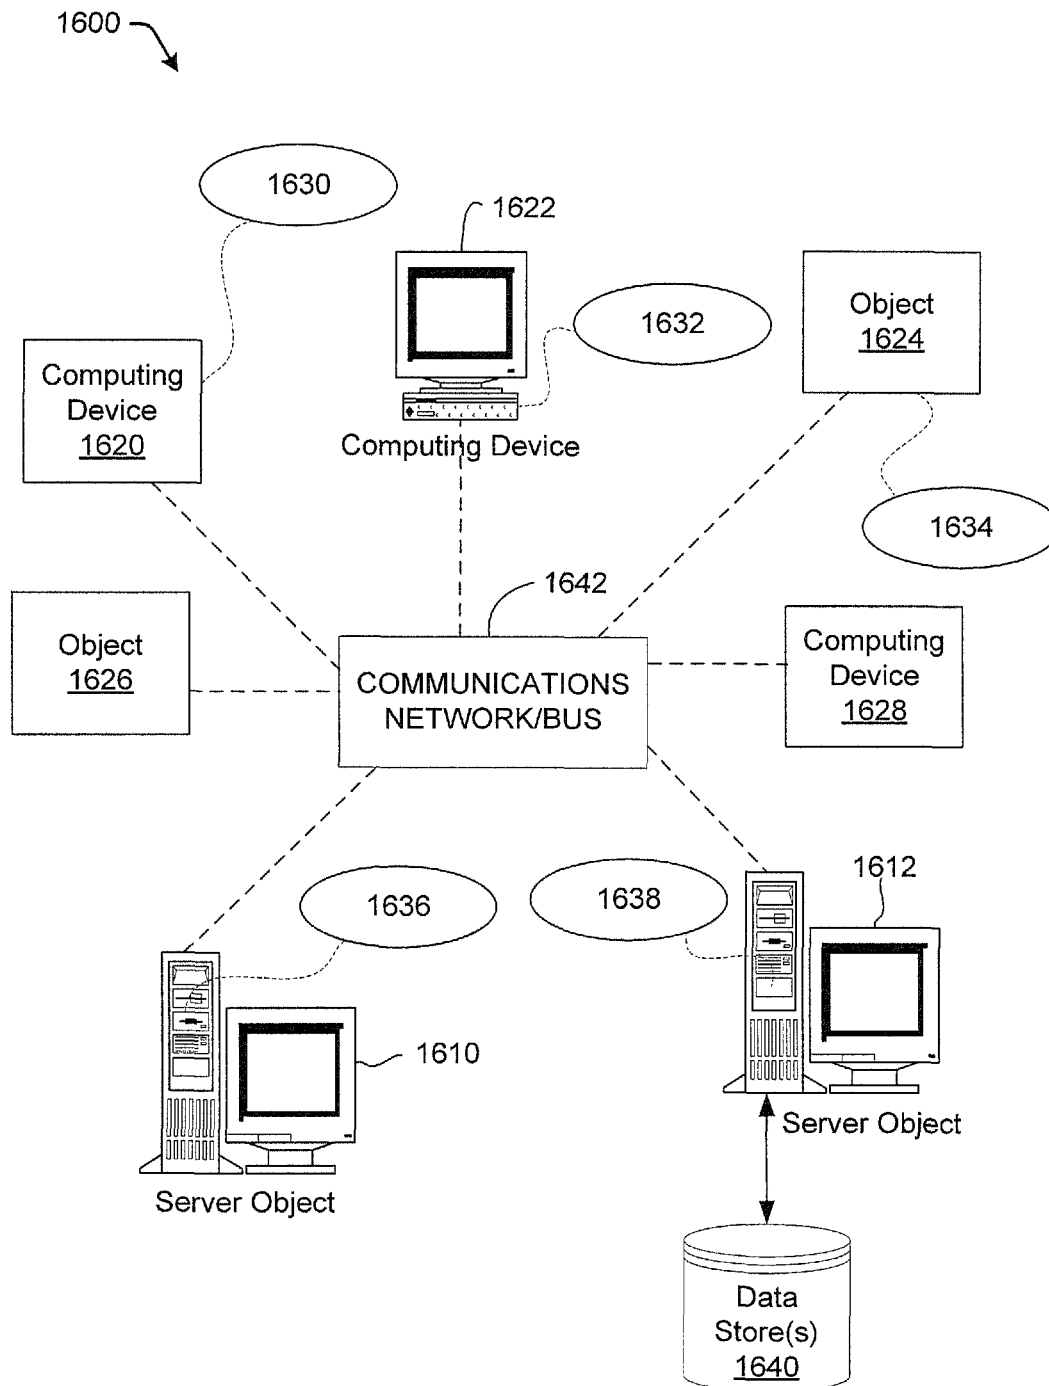 1600
1630
1622
Object
1624
1632
Computing
Device
1620
Computing Device
1634
1642
Object
1626
COMMUNICATIONS
NETWORK/BUS
Computing
Device
1628
1636
1638
1612
1610
Server Object
Server Object
Data
Store(s)
1640